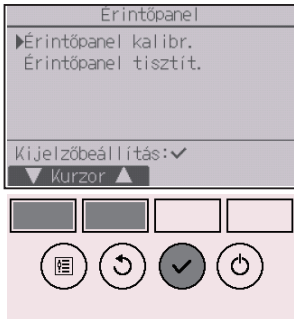 Érintőpanel
▶Érintőpanel kalibr.
Érintőpanel tisztít.
Kijelzőbeállítás:✓
▼ Kurzor ▲